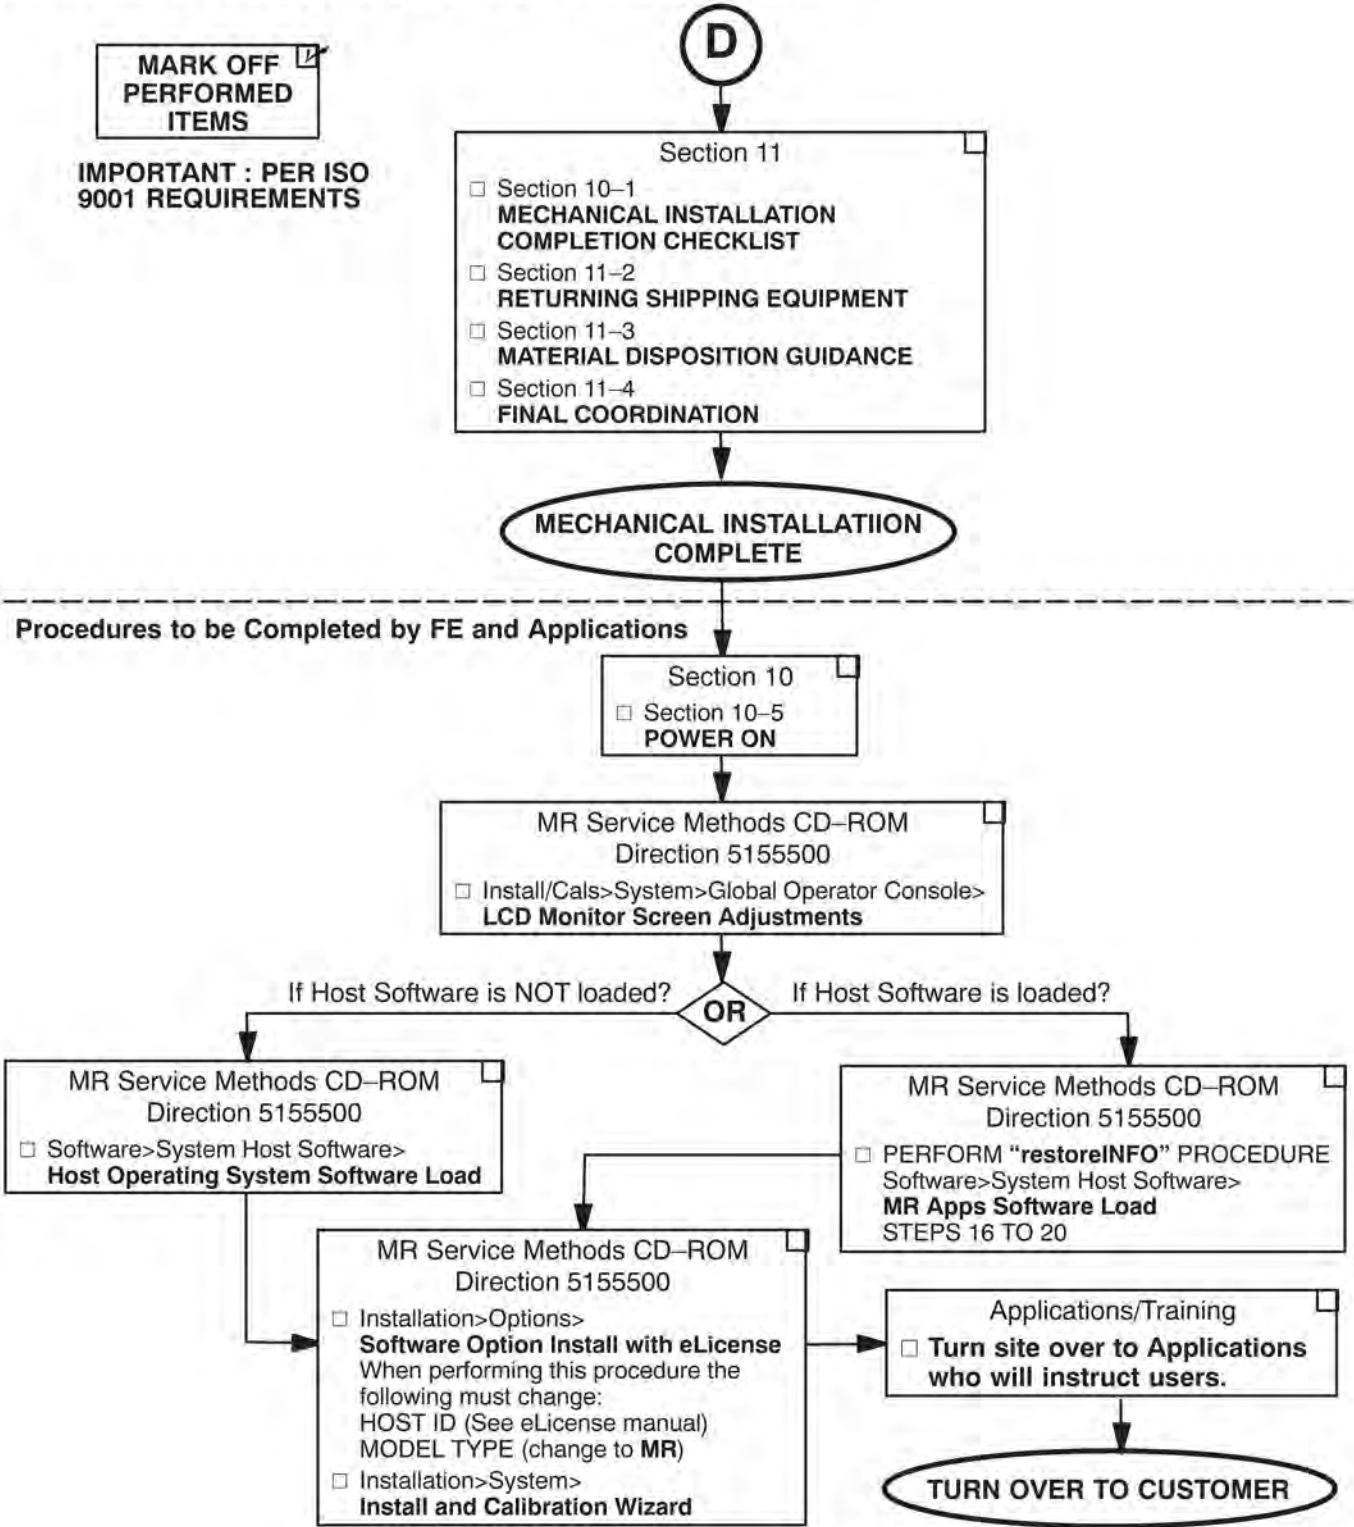 D
MARK OFF
PERFORMED
ITEMS
IMPORTANT : PER ISO
9001 REQUIREMENTS
Section 11
Section 10–1
MECHANICAL INSTALLATION
COMPLETION CHECKLIST
Section 11–2
RETURNING SHIPPING EQUIPMENT
Section 11–3
MATERIAL DISPOSITION GUIDANCE
Section 11–4
FINAL COORDINATION
MECHANICAL INSTALLATIION
COMPLETE
Procedures to be Completed by FE and Applications
Section 10
Section 10–5
POWER ON
MR Service Methods CD–ROM
Direction 5155500
Install/Cals>System>Global Operator Console>
LCD Monitor Screen Adjustments
If Host Software is NOT loaded?
OR
If Host Software is loaded?
MR Service Methods CD–ROM
Direction 5155500
Software>System Host Software>
Host Operating System Software Load
MR Service Methods CD–ROM
Direction 5155500
PERFORM “restoreINFO” PROCEDURE
Software>System Host Software>
MR Apps Software Load
STEPS 16 TO 20
MR Service Methods CD–ROM
Direction 5155500
Installation>Options>
Software Option Install with eLicense
When performing this procedure the
following must change:
HOST ID (See eLicense manual)
MODEL TYPE (change to MR)
Installation>System>
Install and Calibration Wizard
Applications/Training
Turn site over to Applications
who will instruct users.
TURN OVER TO CUSTOMER